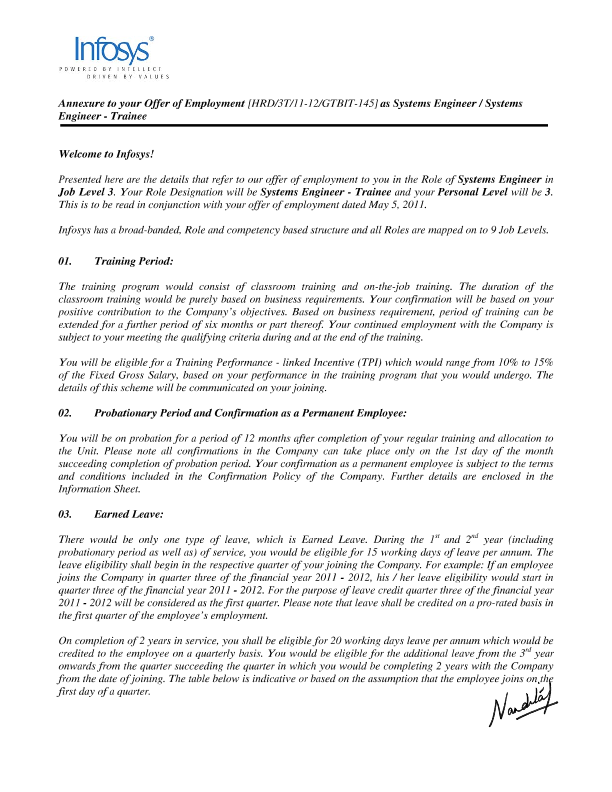 Infosys®
POWERED BY INTELLECT
DRIVEN BY VALUES
Annexure to your Offer of Employment [HRD/3T/11-12/GTBIT-145] as Systems Engineer / Systems
Engineer - Trainee
Welcome to Infosys!
Presented here are the details that refer to our offer of employment to you in the Role of Systems Engineer in
Job Level 3. Your Role Designation will be Systems Engineer - Trainee and your Personal Level will be 3.
This is to be read in conjunction with your offer of employment dated May 5, 2011.
Infosys has a broad-banded, Role and competency based structure and all Roles are mapped on to 9 Job Levels.
01. Training Period:
The training program would consist of classroom training and on-the-job training. The duration of the
classroom training would be purely based on business requirements. Your confirmation will be based on your
positive contribution to the Company's objectives. Based on business requirement, period of training can be
extended for a further period of six months or part thereof. Your continued employment with the Company is
subject to your meeting the qualifying criteria during and at the end of the training.
You will be eligible for a Training Performance - linked Incentive (TPI) which would range from 10% to 15%
of the Fixed Gross Salary, based on your performance in the training program that you would undergo. The
details of this scheme will be communicated on your joining.
02. Probationary Period and Confirmation as a Permanent Employee:
You will be on probation for a period of 12 months after completion of your regular training and allocation to
the Unit. Please note all confirmations in the Company can take place only on the 1st day of the month
succeeding completion of probation period. Your confirmation as a permanent employee is subject to the terms
and conditions included in the Confirmation Policy of the Company. Further details are enclosed in the
Information Sheet.
03. Earned Leave:
There would be only one type of leave, which is Earned Leave. During the 1st and 2nd year (including
probationary period as well) of service, you would be eligible for 15 working days of leave per annum. The
leave eligibility shall begin in the respective quarter of your joining the Company. For example: If an employee
joins the Company in quarter three of the financial year 2011 - 2012, his / her leave eligibility would start in
quarter three of the financial year 2011 - 2012. For the purpose of leave credit quarter three of the financial year
2011 - 2012 will be considered as the first quarter. Please note that leave shall be credited on a pro-rated basis in
the first quarter of the employee's employment.
On completion of 2 years in service, you shall be eligible for 20 working days leave per annum which would be
credited to the employee on a quarterly basis. You would be eligible for the additional leave from the 3rd year
onwards from the quarter succeeding the quarter in which you would be completing 2 years with the Company
from the date of joining. The table below is indicative or based on the assumption that the employee joins on the
first day of a quarter.